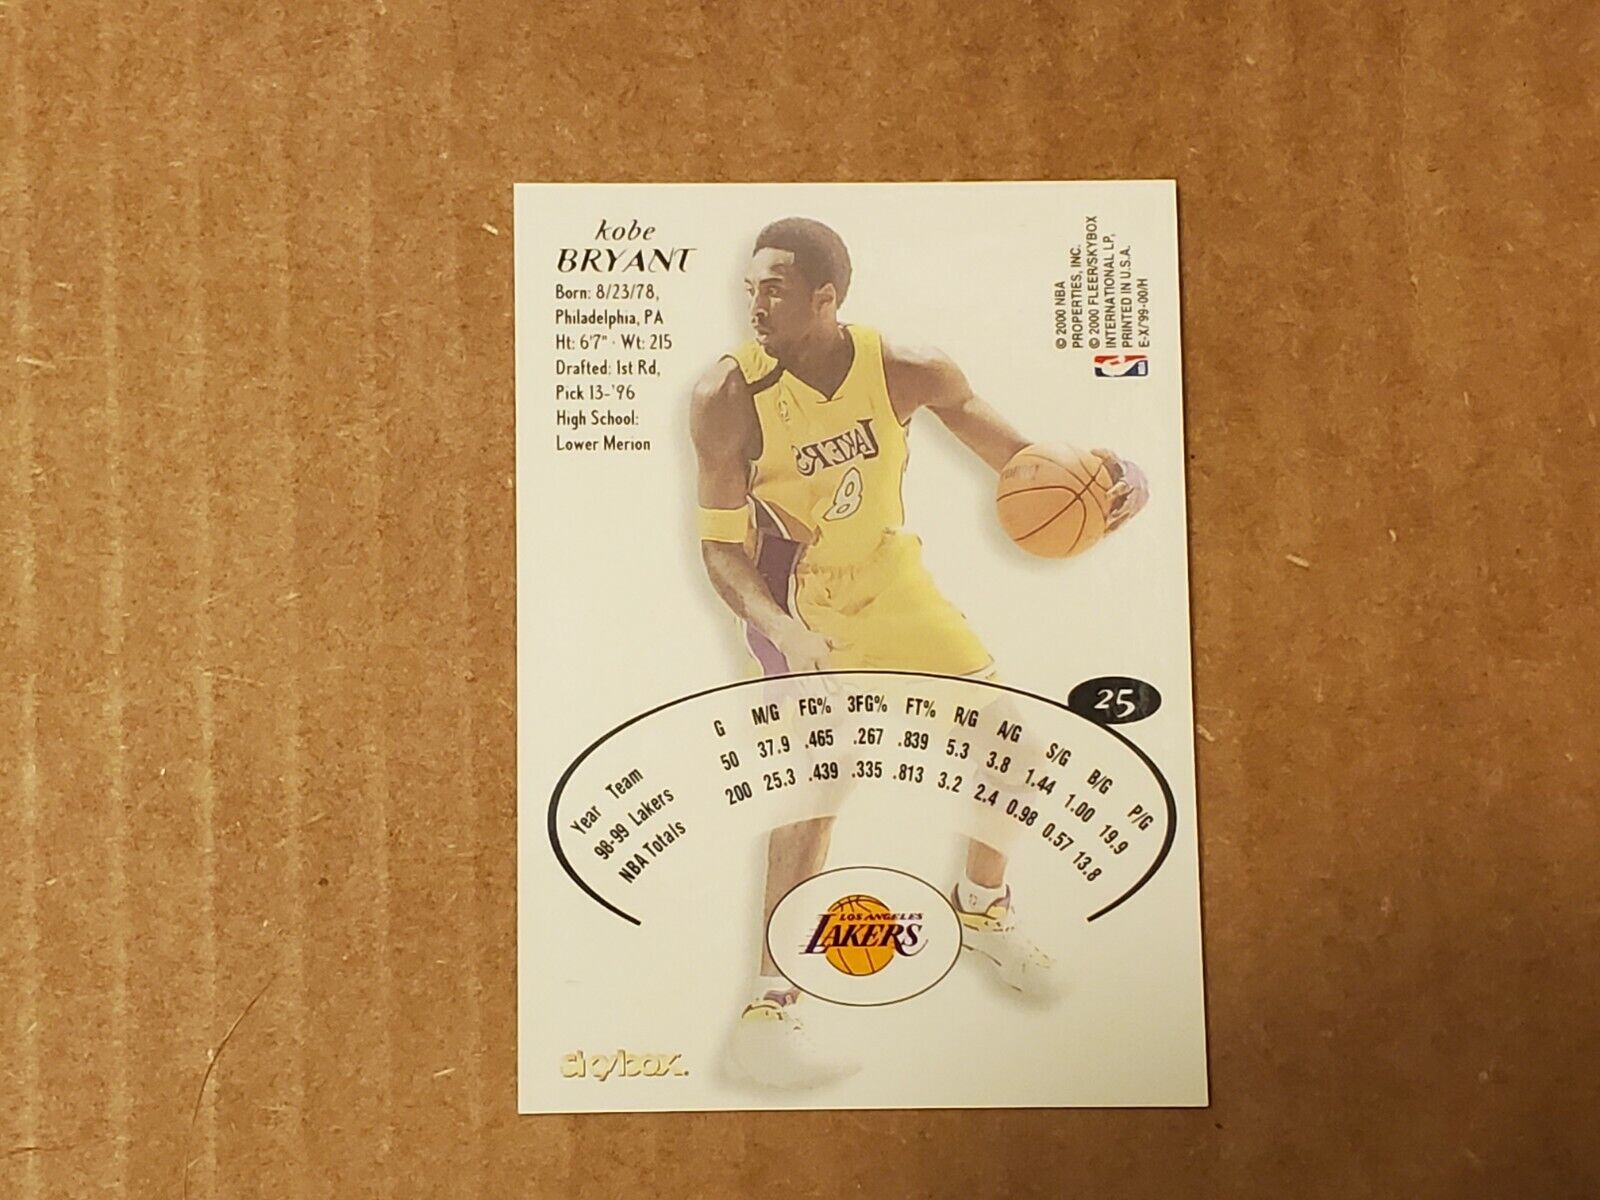 kobe
BRYANT
Born: 8/23/78,
Philadelphia, PA
Ht: 6'7" · Wt: 215
Drafted: 1st Rd,
Pick 13-'96
High School:
Lower Merion
© 2000 NBA
PROPERTIES, INC.
© 2000 FLEER/SKYBOX
INTERNATIONAL LP,
PRINTED IN U.S.A.
E-X/'99-00/H
NBA
LAKERS
8
25
Year Team G M/G FG% 3FG% FT% R/G A/G S/G B/G P/G
98-99 Lakers 50 37.9 .465 .267 .839 5.3 3.8 1.44 1.00 19.9
NBA Totals 200 25.3 .439 .335 .813 3.2 2.4 0.98 0.57 13.8
LOS ANGELES
LAKERS
skybox.